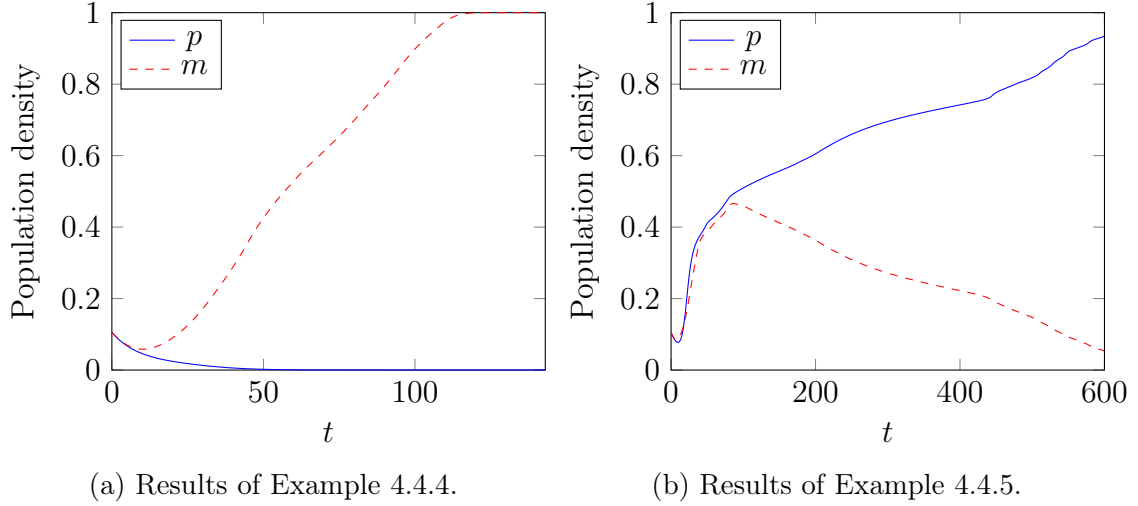 1
0.8
0.6
0.4
0.2
0
0
50
100
t
Population density
p
m
(a) Results of Example 4.4.4.
1
0.8
0.6
0.4
0.2
0
0
200
400
600
t
Population density
p
m
(b) Results of Example 4.4.5.